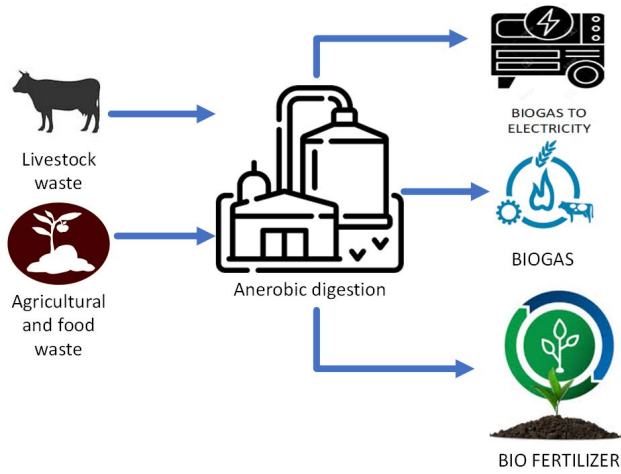 Livestock
waste
Agricultural
and food
waste
Anerobic digestion
BIOGAS TO
ELECTRICITY
BIOGAS
BIO FERTILIZER